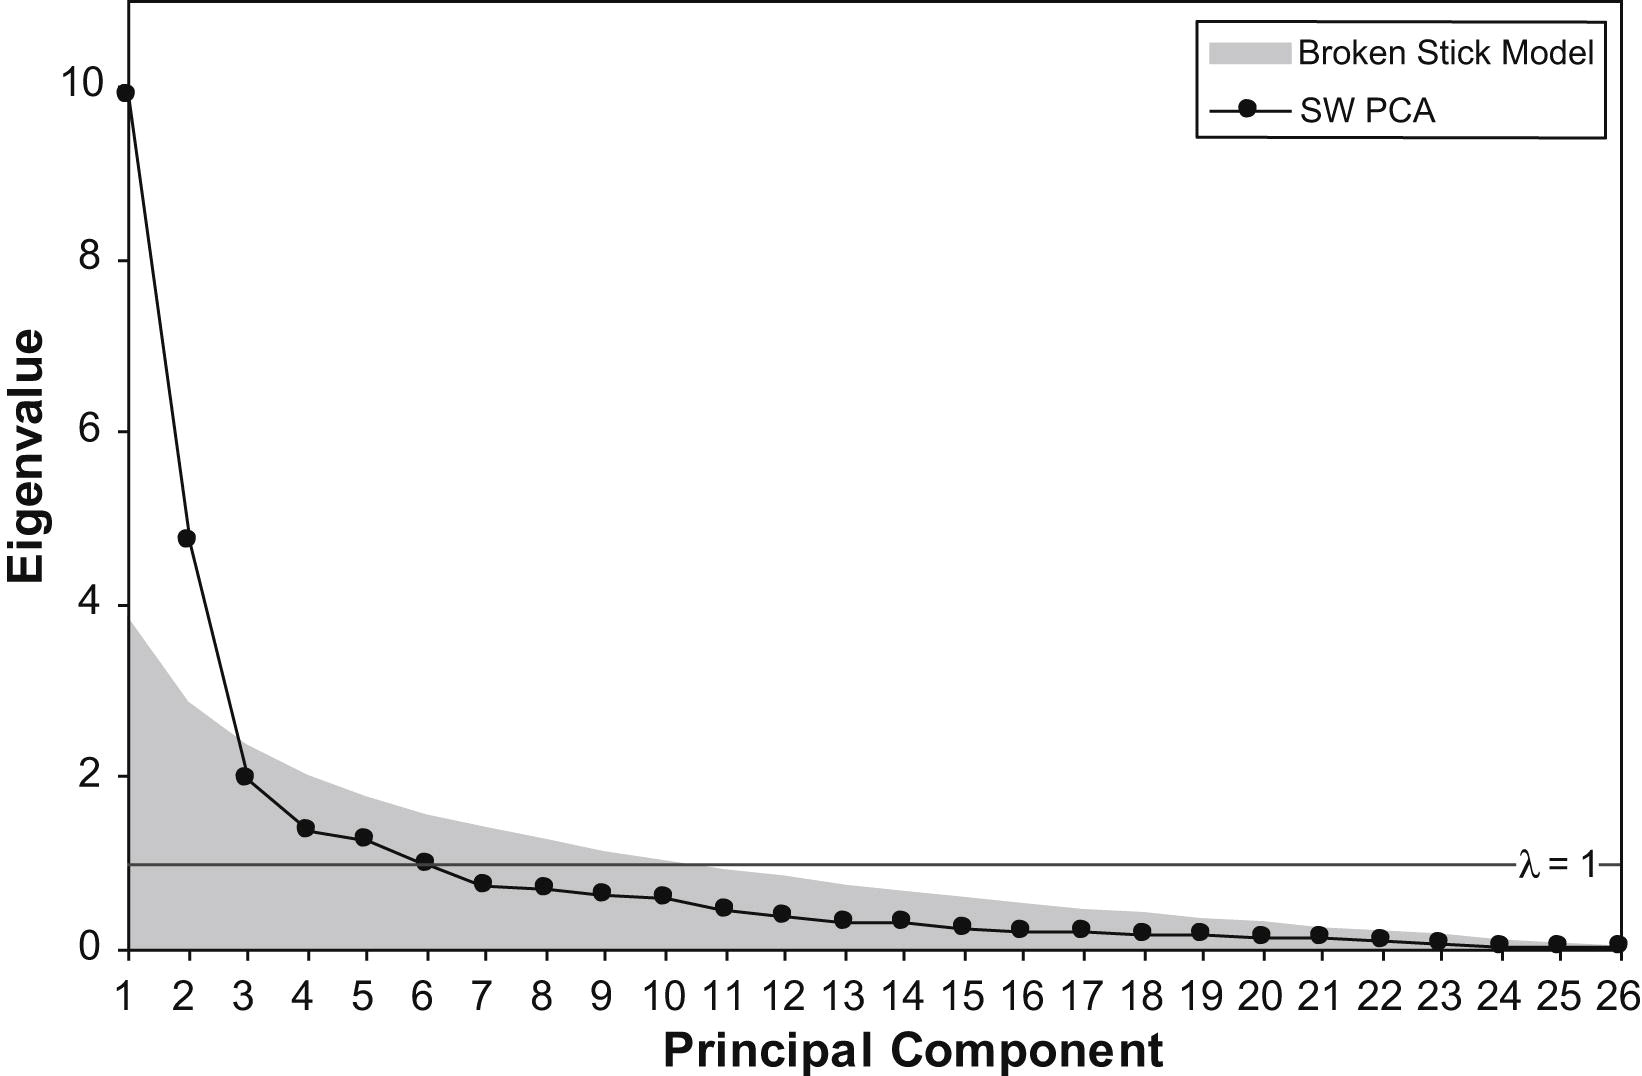 Broken Stick Model
SW PCA
Eigenvalue
10
8
6
4
2
0
λ = 1
1 2 3 4 5 6 7 8 9 10 11 12 13 14 15 16 17 18 19 20 21 22 23 24 25 26
Principal Component